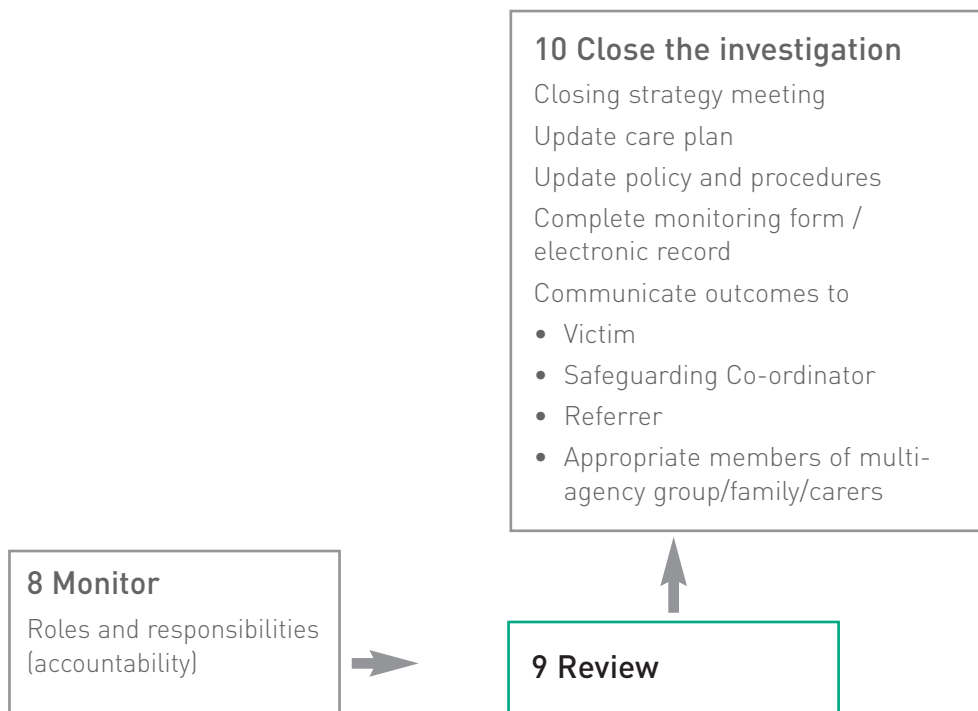 10 Close the investigation
Closing strategy meeting
Update care plan
Update policy and procedures
Complete monitoring form /
electronic record
Communicate outcomes to
• Victim
• Safeguarding Co-ordinator
• Referrer
• Appropriate members of multi-
agency group/family/carers
8 Monitor
Roles and responsibilities
(accountability)
9 Review